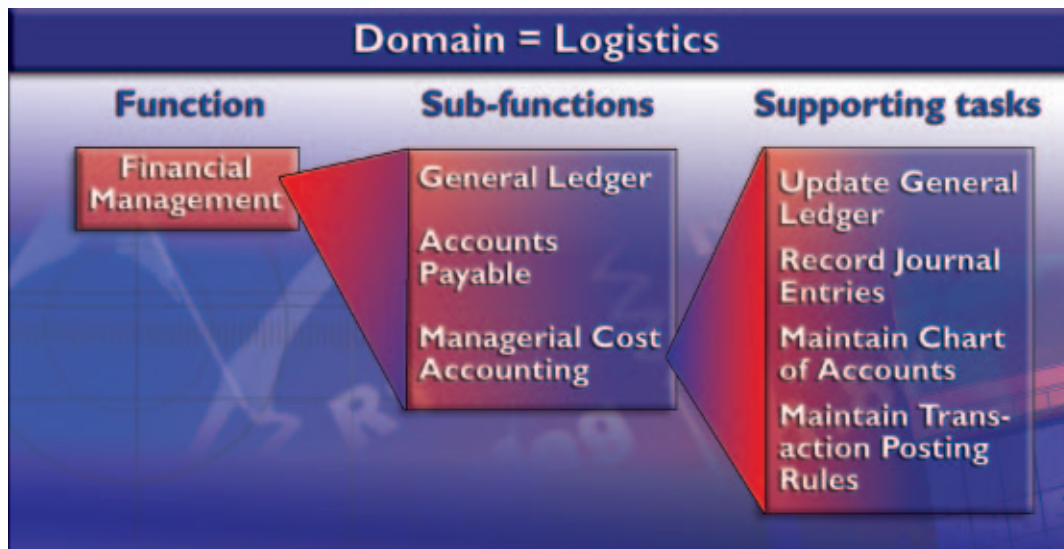 Domain = Logistics
Function
Sub-functions
Supporting tasks
Financial
Management
General Ledger
Accounts
Payable
Managerial Cost
Accounting
Update General
Ledger
Record Journal
Entries
Maintain Chart
of Accounts
Maintain Trans-
action Posting
Rules